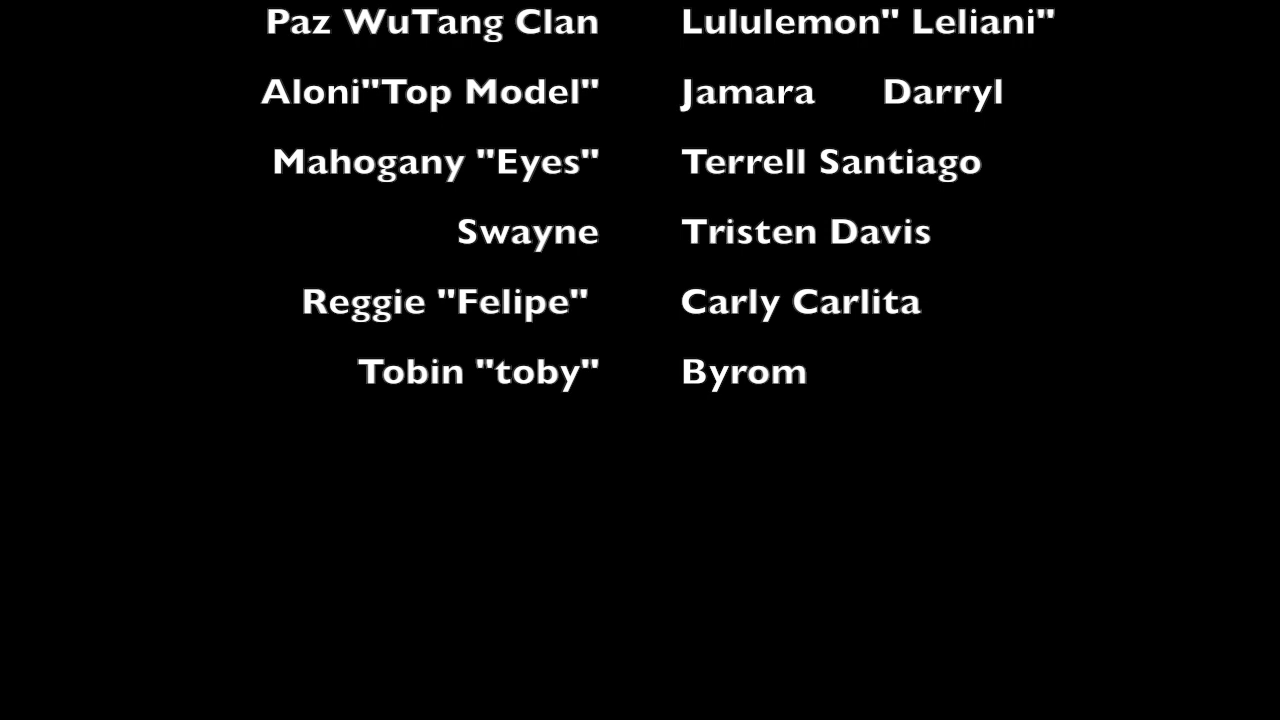 Paz WuTang Clan Lululemon" Leliani"
Aloni"Top Model" Jamara Darryl
Mahogany "Eyes" Terrell Santiago
Swayne Tristen Davis
Reggie "Felipe" Carly Carlita
Tobin "toby" Byrom